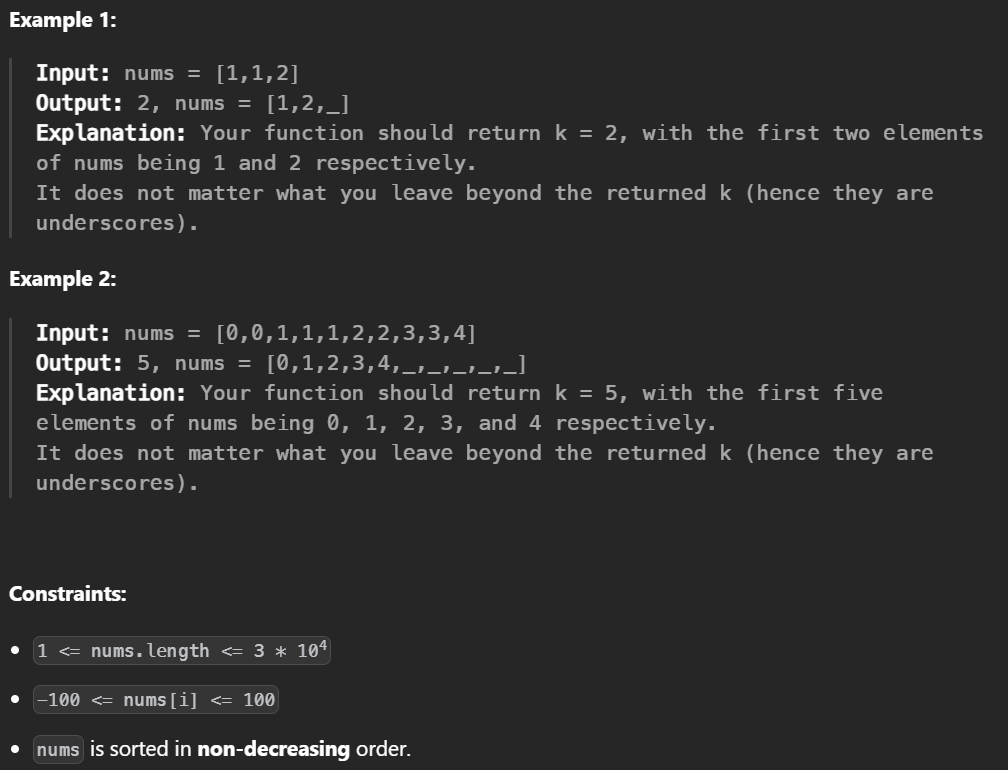 Example 1:
Input: nums = [1,1,2]
Output: 2, nums = [1,2,_]
Explanation: Your function should return k = 2, with the first two elements
of nums being 1 and 2 respectively.
It does not matter what you leave beyond the returned k (hence they are
underscores).
Example 2:
Input: nums = [0,0,1,1,1,2,2,3,3,4]
Output: 5, nums = [0,1,2,3,4,_,_,_,_,_]
Explanation: Your function should return k = 5, with the first five
elements of nums being 0, 1, 2, 3, and 4 respectively.
It does not matter what you leave beyond the returned k (hence they are
underscores).
Constraints:
• 1 <= nums.length <= 3 * 10⁴
• -100 <= nums[i] <= 100
• nums is sorted in non-decreasing order.